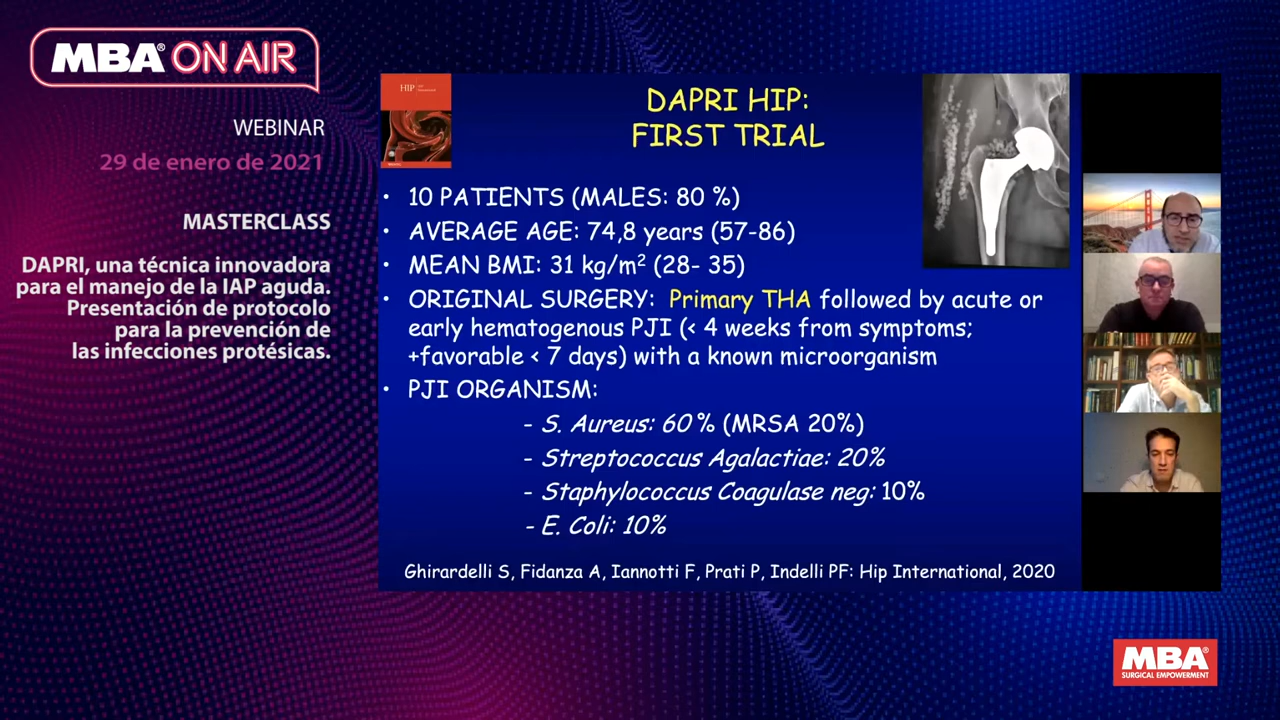 MBA® ON AIR
WEBINAR
29 de enero de 2021
MASTERCLASS
DAPRI, una técnica innovadora
para el manejo de la IAP aguda.
Presentación de protocolo
para la prevención de
las infecciones protésicas.
HIP
DAPRI HIP:
FIRST TRIAL
• 10 PATIENTS (MALES: 80 %)
• AVERAGE AGE: 74,8 years (57-86)
• MEAN BMI: 31 kg/m² (28- 35)
• ORIGINAL SURGERY: Primary THA followed by acute or
early hematogenous PJI (< 4 weeks from symptoms;
+favorable < 7 days) with a known microorganism
• PJI ORGANISM:
- S. Aureus: 60 % (MRSA 20%)
- Streptococcus Agalactiae: 20%
- Staphylococcus Coagulase neg: 10%
- E. Coli: 10%
Ghirardelli S, Fidanza A, Iannotti F, Prati P, Indelli PF: Hip International, 2020
MBA®
SURGICAL EMPOWERMENT